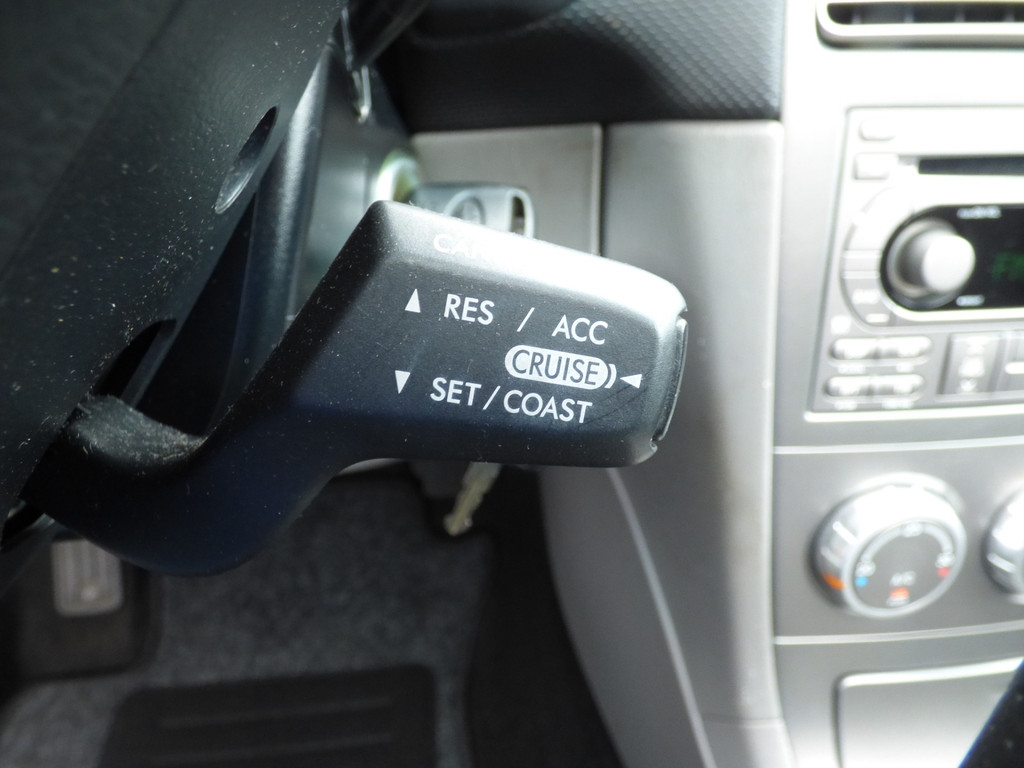 ▲ RES / ACC
CRUISE ◄
▼ SET/COAST